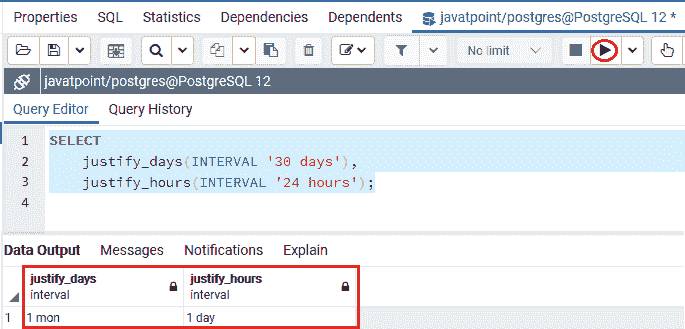 Properties SQL Statistics Dependencies Dependents javatpoint/postgres@PostgreSQL 12 *
No limit
javatpoint/postgres@PostgreSQL 12
Query Editor Query History
1 SELECT
2 justify_days(INTERVAL '30 days'),
3 justify_hours(INTERVAL '24 hours');
4
Data Output Messages Notifications Explain
justify_days justify_hours
interval interval
1 1 mon 1 day